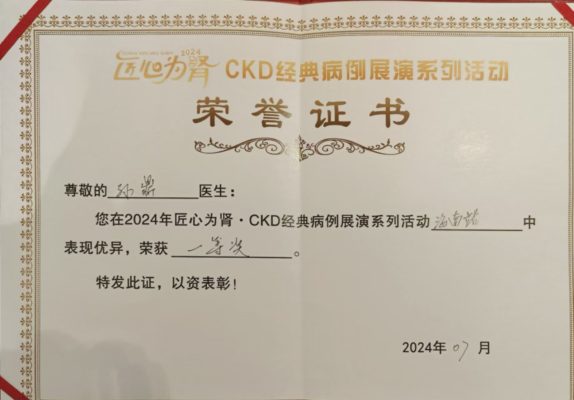 2024
匠心为肾 CKD经典病例展演系列活动
荣誉证书
尊敬的 孙鼎 医生：
您在2024年匠心为肾·CKD经典病例展演系列活动 海南站 中
表现优异，荣获 一等奖 。
特发此证，以资表彰！
2024年 07 月